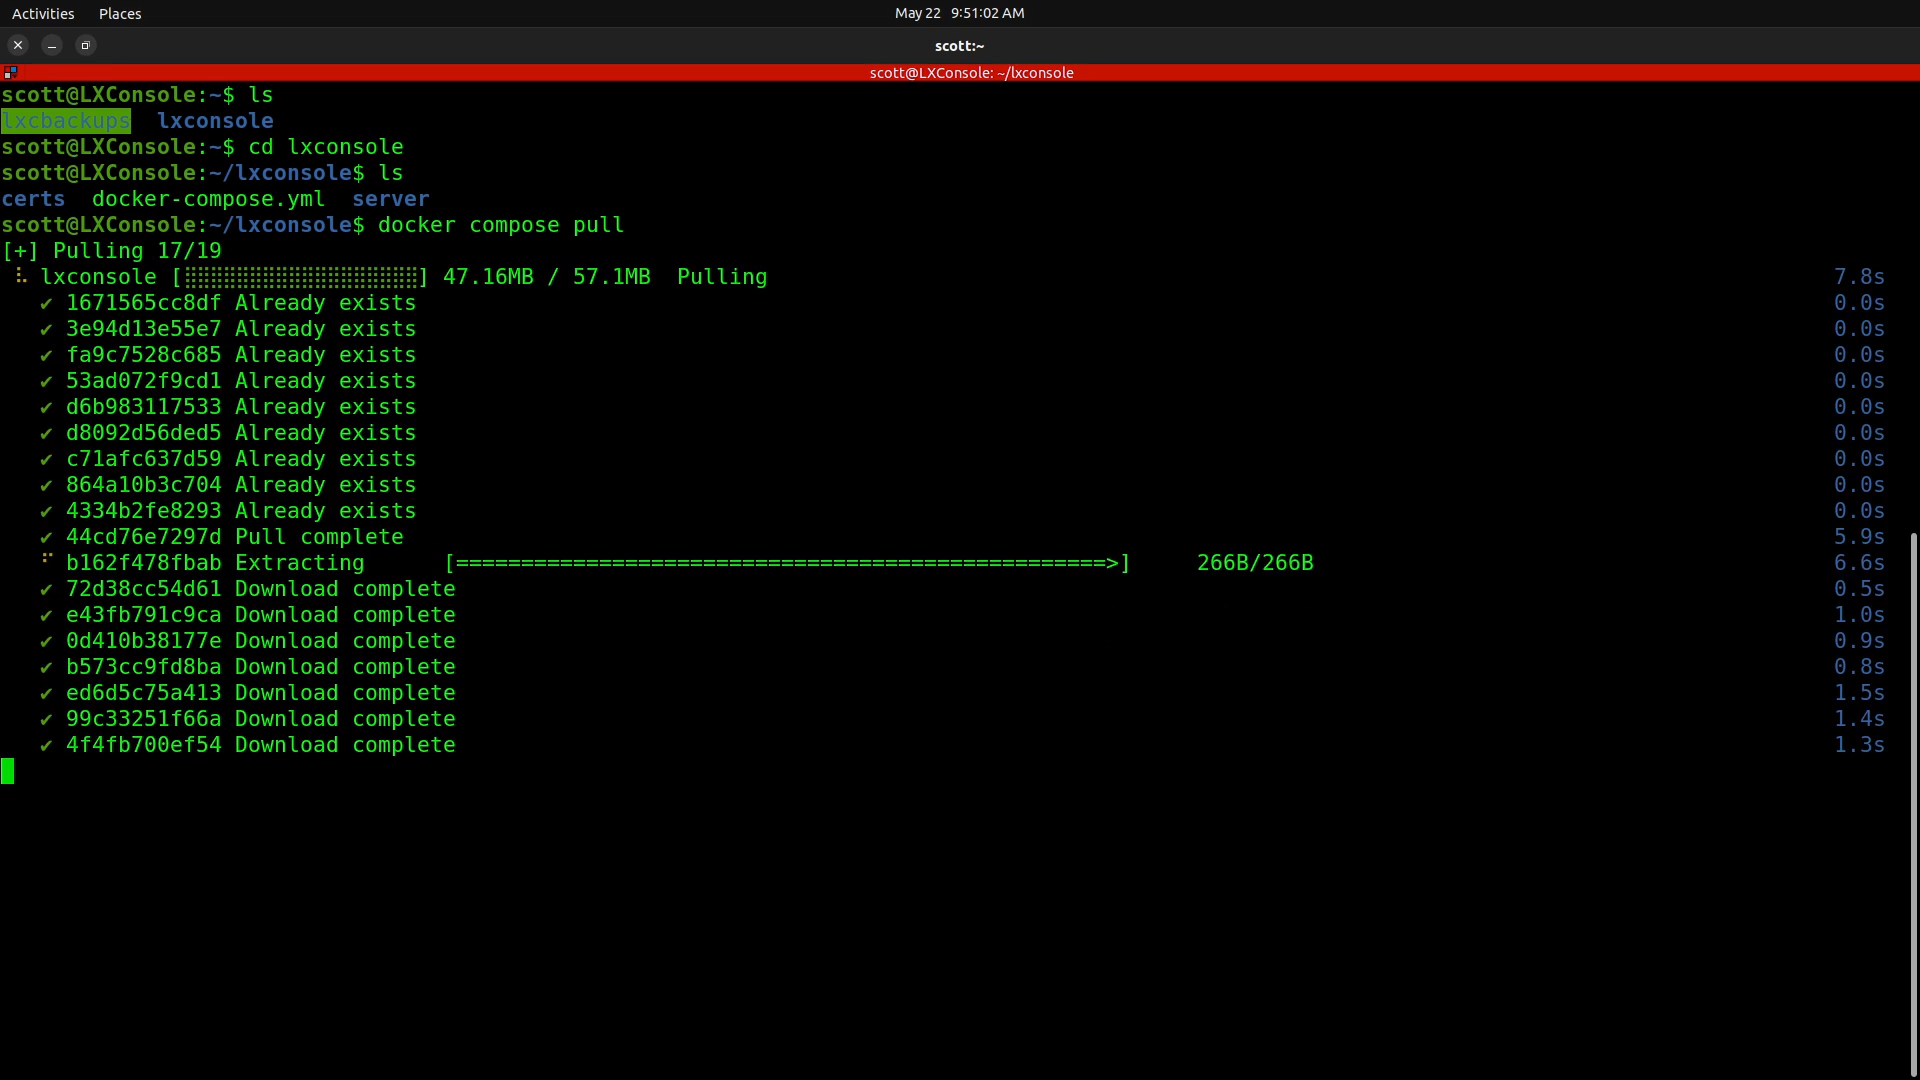 Activities Places May 22 9:51:02 AM
scott:~
scott@LXConsole: ~/lxconsole
scott@LXConsole:~$ ls
lxcbackups lxconsole
scott@LXConsole:~$ cd lxconsole
scott@LXConsole:~/lxconsole$ ls
certs docker-compose.yml server
scott@LXConsole:~/lxconsole$ docker compose pull
[+] Pulling 17/19
⠧ lxconsole [⣿⣿⣿⣿⣿⣿⣿⣿⣿⣿⣿⣿⣿⣿⣿⣿⣿⣿] 47.16MB / 57.1MB Pulling 7.8s
✔ 1671565cc8df Already exists 0.0s
✔ 3e94d13e55e7 Already exists 0.0s
✔ fa9c7528c685 Already exists 0.0s
✔ 53ad072f9cd1 Already exists 0.0s
✔ d6b983117533 Already exists 0.0s
✔ d8092d56ded5 Already exists 0.0s
✔ c71afc637d59 Already exists 0.0s
✔ 864a10b3c704 Already exists 0.0s
✔ 4334b2fe8293 Already exists 0.0s
✔ 44cd76e7297d Pull complete 5.9s
⠋ b162f478fbab Extracting [==================================================>] 266B/266B 6.6s
✔ 72d38cc54d61 Download complete 0.5s
✔ e43fb791c9ca Download complete 1.0s
✔ 0d410b38177e Download complete 0.9s
✔ b573cc9fd8ba Download complete 0.8s
✔ ed6d5c75a413 Download complete 1.5s
✔ 99c33251f66a Download complete 1.4s
✔ 4f4fb700ef54 Download complete 1.3s